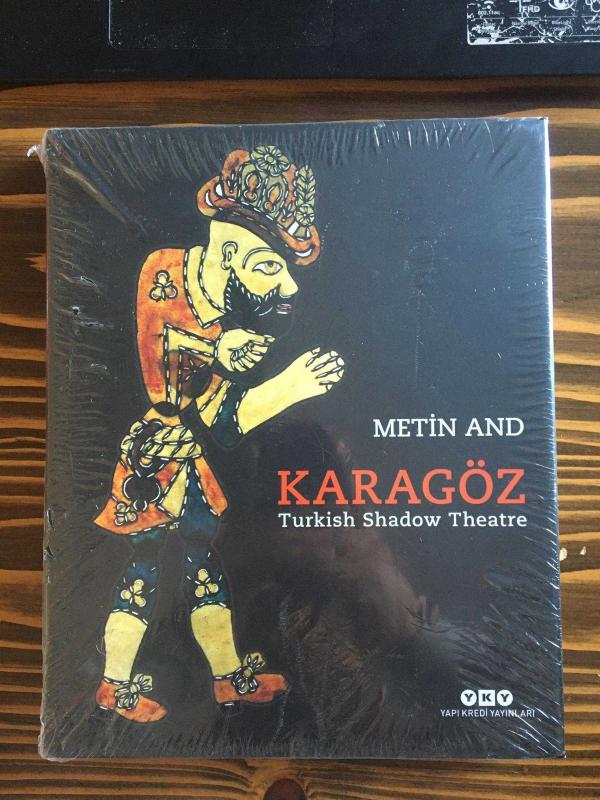 METİN AND
KARAGÖZ
Turkish Shadow Theatre
YKY
YAPI KREDİ YAYINLARI